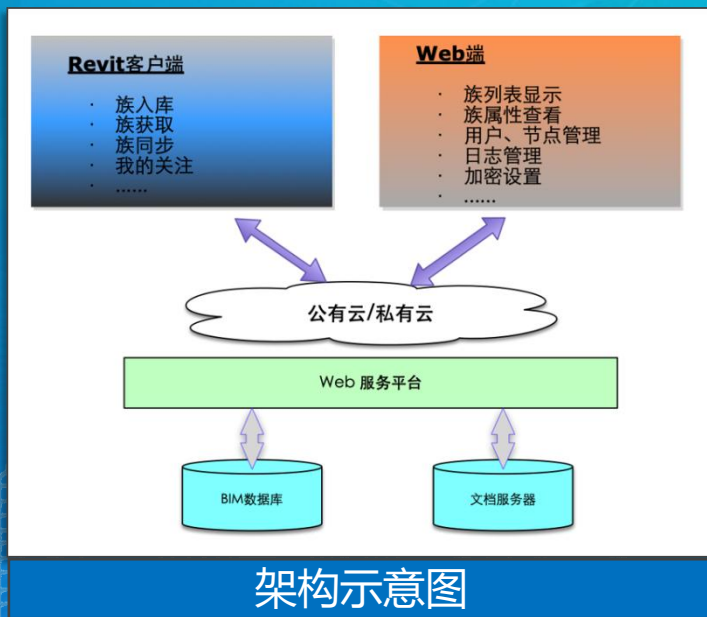 Revit客户端
· 族入库
· 族获取
· 族同步
· 我的关注
· ......
Web端
· 族列表显示
· 族属性查看
· 用户、节点管理
· 日志管理
· 加密设置
· ......
公有云/私有云
Web 服务平台
BIM数据库
文档服务器
架构示意图